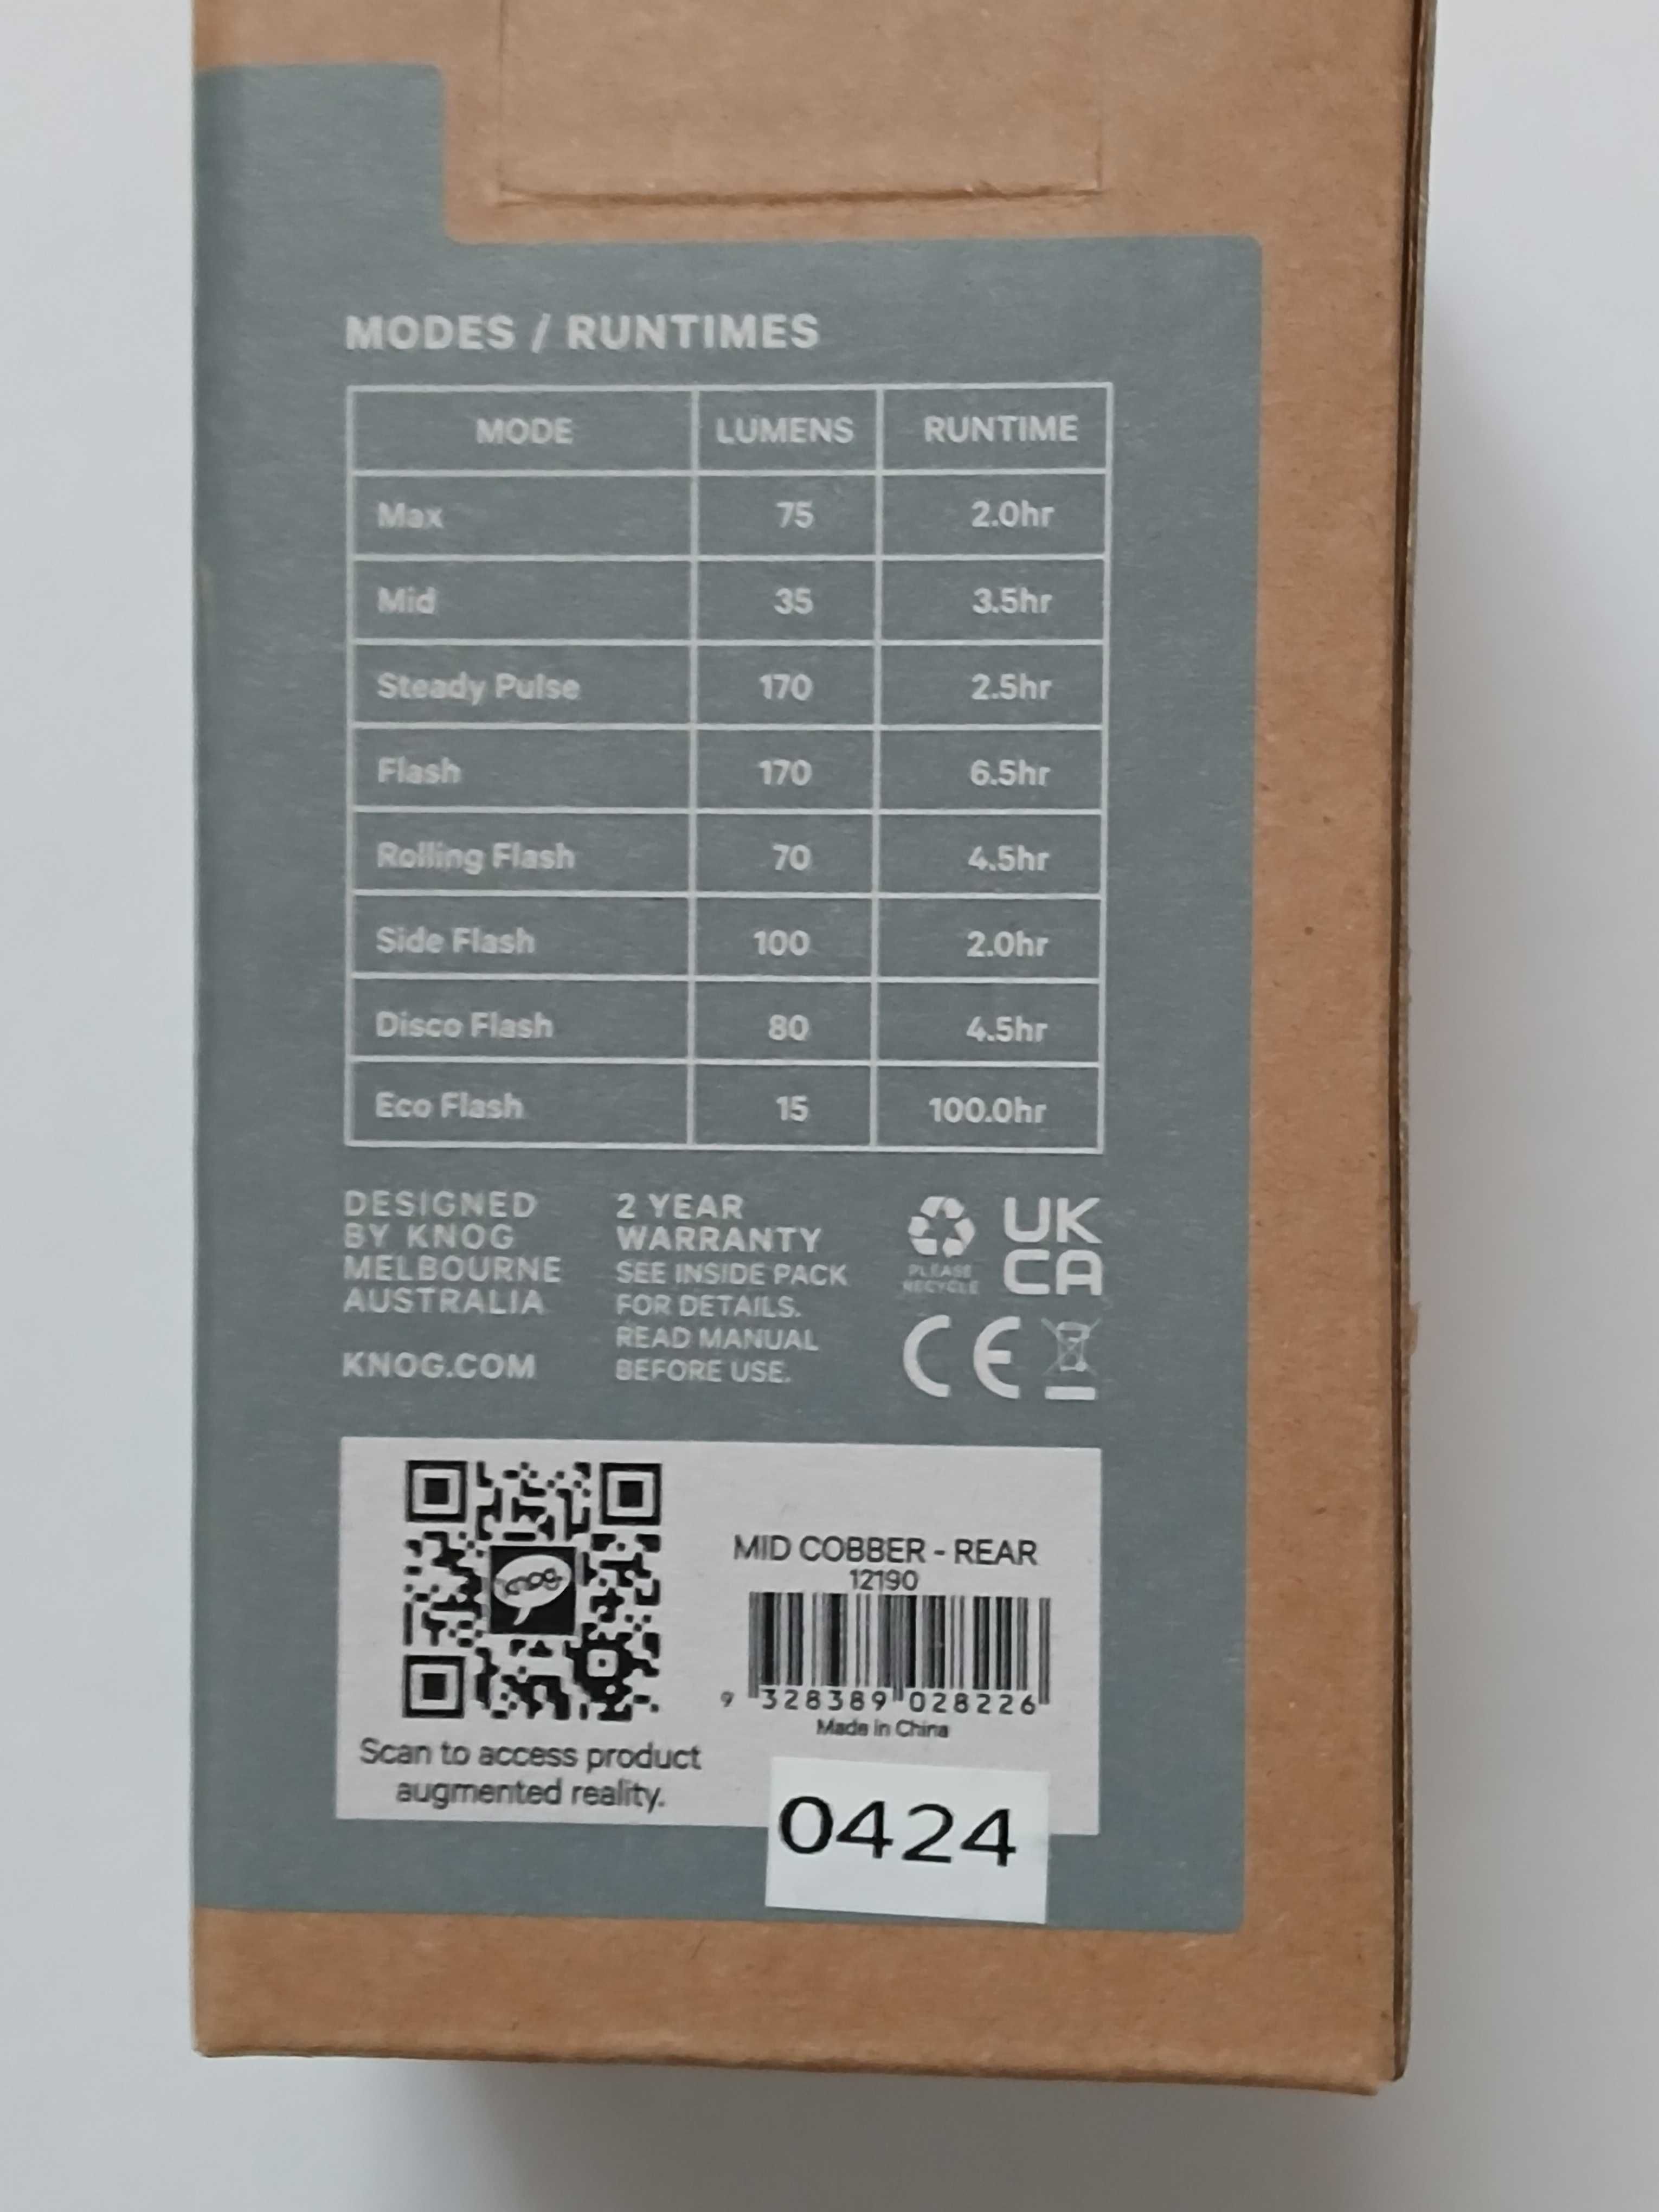 MODES / RUNTIMES
MODE LUMENS RUNTIME
Max 75 2.0hr
Mid 35 3.5hr
Steady Pulse 170 2.5hr
Flash 170 6.5hr
Rolling Flash 70 4.5hr
Side Flash 100 2.0hr
Disco Flash 80 4.5hr
Eco Flash 15 100.0hr
DESIGNED
BY KNOG
MELBOURNE
AUSTRALIA
KNOG.COM
2 YEAR
WARRANTY
SEE INSIDE PACK
FOR DETAILS.
READ MANUAL
BEFORE USE.
PLEASE
RECYCLE
UK
CA
CE
knog
Scan to access product
augmented reality.
MID COBBER - REAR
12190
9 328389 028226
Made in China
0424